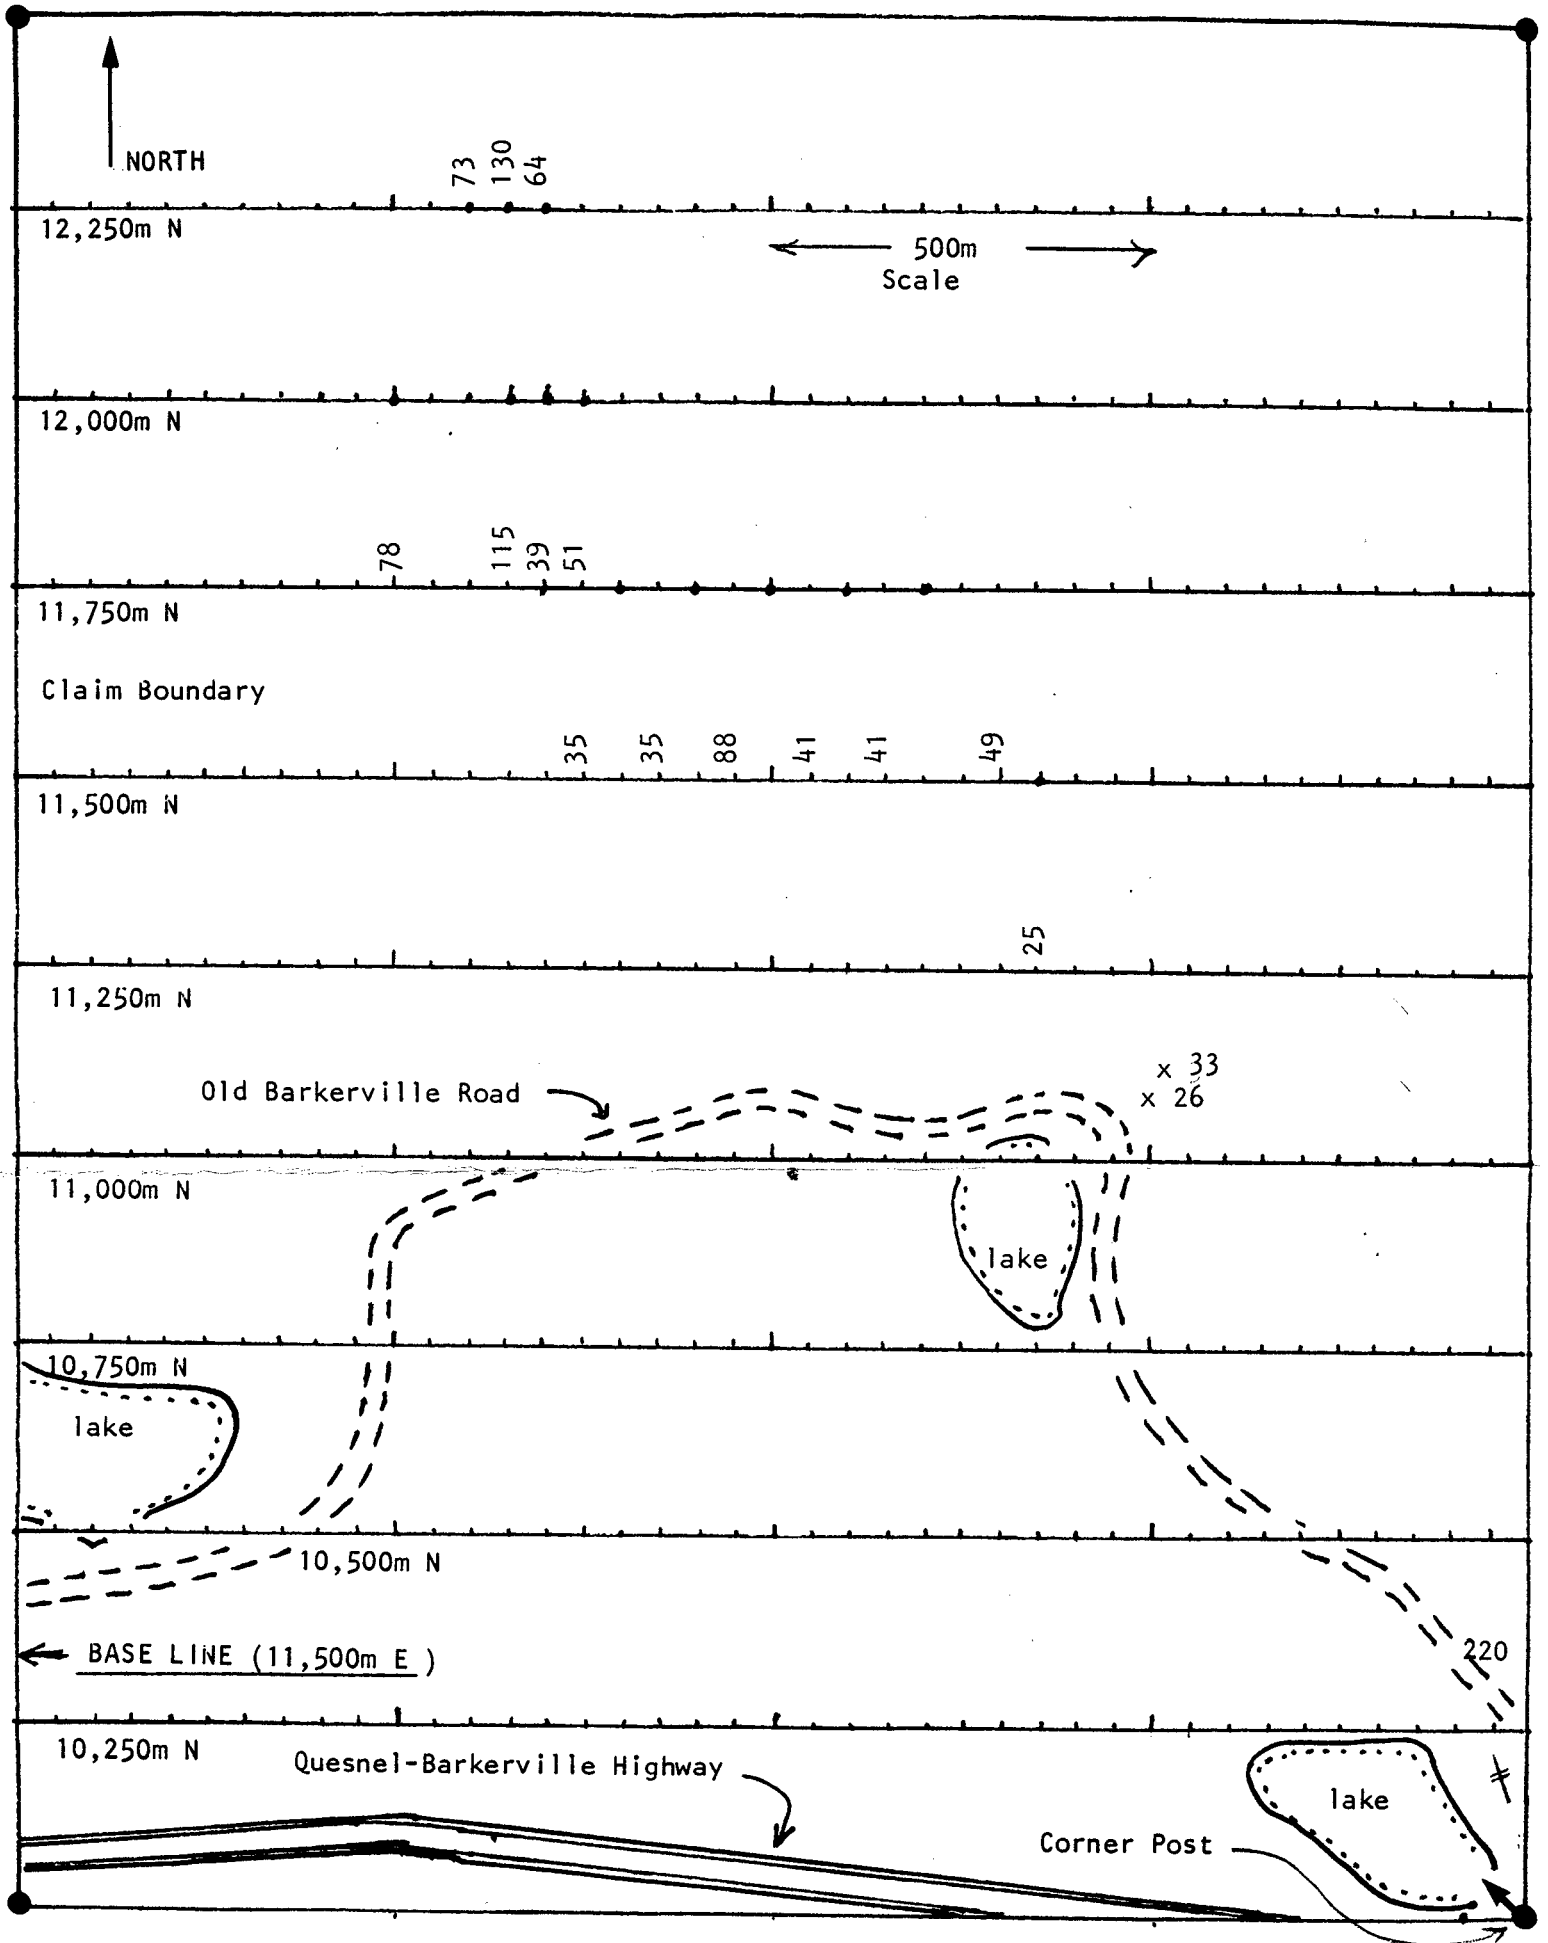 NORTH
73
130
64
12,250m N
500m
Scale
12,000m N
78
115
39
51
11,750m N
Claim Boundary
35
35
88
41
41
49
11,500m N
25
11,250m N
x 33
x 26
Old Barkerville Road
11,000m N
lake
10,750m N
lake
10,500m N
BASE LINE (11,500m E )
220
10,250m N
Quesnel-Barkerville Highway
lake
Corner Post